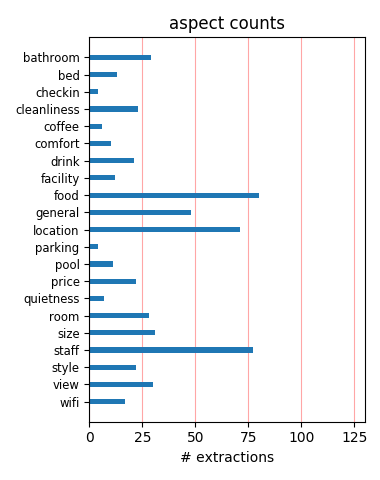 aspect counts
bathroom
bed
checkin
cleanliness
coffee
comfort
drink
facility
food
general
location
parking
pool
price
quietness
room
size
staff
style
view
wifi
0 25 50 75 100 125
# extractions